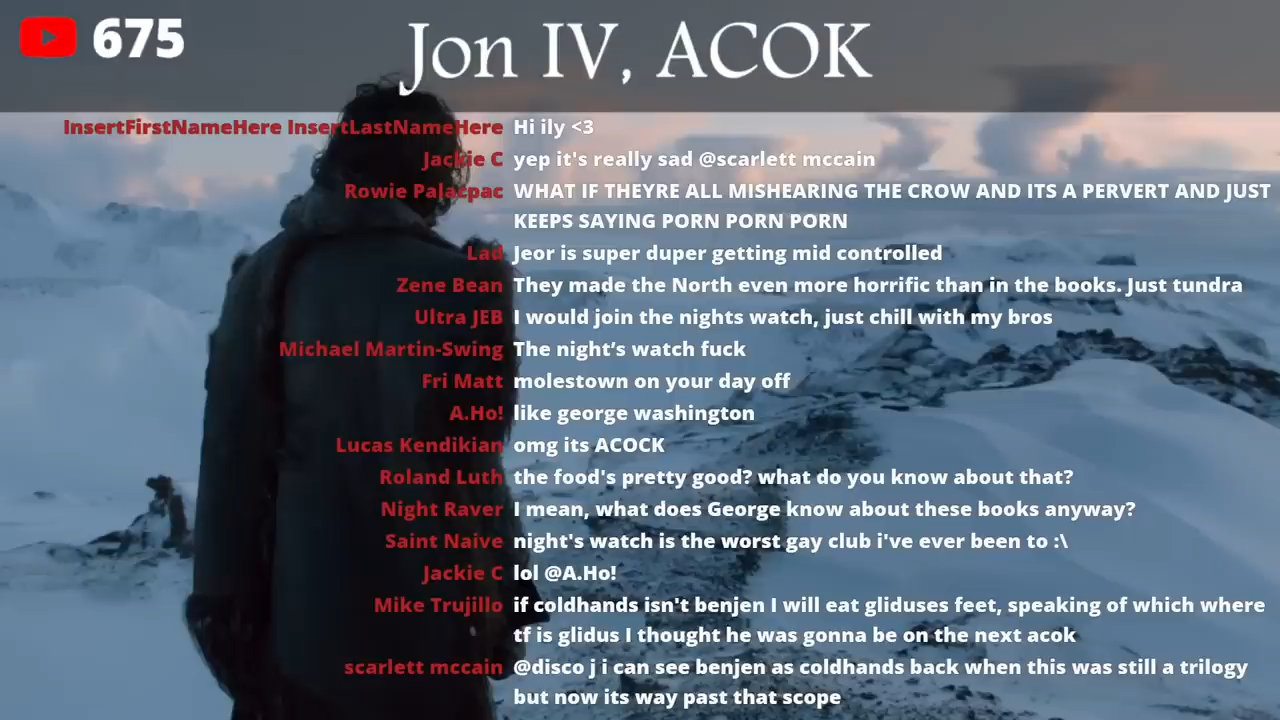 675
Jon IV, ACOK
InsertFirstNameHere InsertLastNameHere Hi ily <3
Jackie C yep it's really sad @scarlett mccain
Rowie Palacpac WHAT IF THEYRE ALL MISHEARING THE CROW AND ITS A PERVERT AND JUST
KEEPS SAYING PORN PORN PORN
Lad Jeor is super duper getting mid controlled
Zene Bean They made the North even more horrific than in the books. Just tundra
Ultra JEB I would join the nights watch, just chill with my bros
Michael Martin-Swing The night’s watch fuck
Fri Matt molestown on your day off
A.Ho! like george washington
Lucas Kendikian omg its ACOCK
Roland Luth the food's pretty good? what do you know about that?
Night Raver I mean, what does George know about these books anyway?
Saint Naive night's watch is the worst gay club i've ever been to :\
Jackie C lol @A.Ho!
Mike Trujillo if coldhands isn't benjen I will eat gliduses feet, speaking of which where
tf is glidus I thought he was gonna be on the next acok
scarlett mccain @disco j i can see benjen as coldhands back when this was still a trilogy
but now its way past that scope